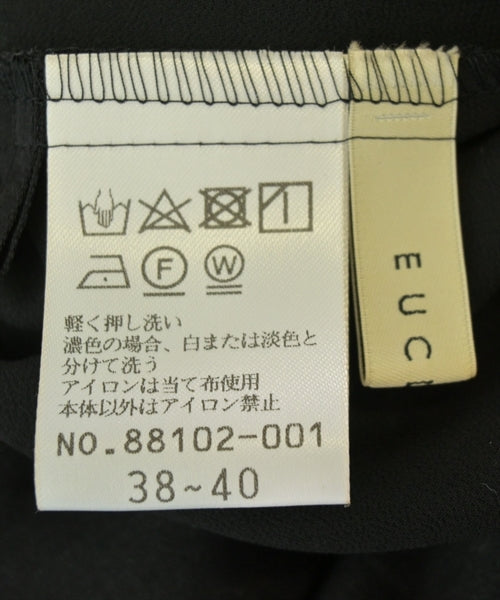 F W
軽く押し洗い
濃色の場合、白または淡色と
分けて洗う
アイロンは当て布使用
本体以外はアイロン禁止
NO.88102-001
38~40
EUC